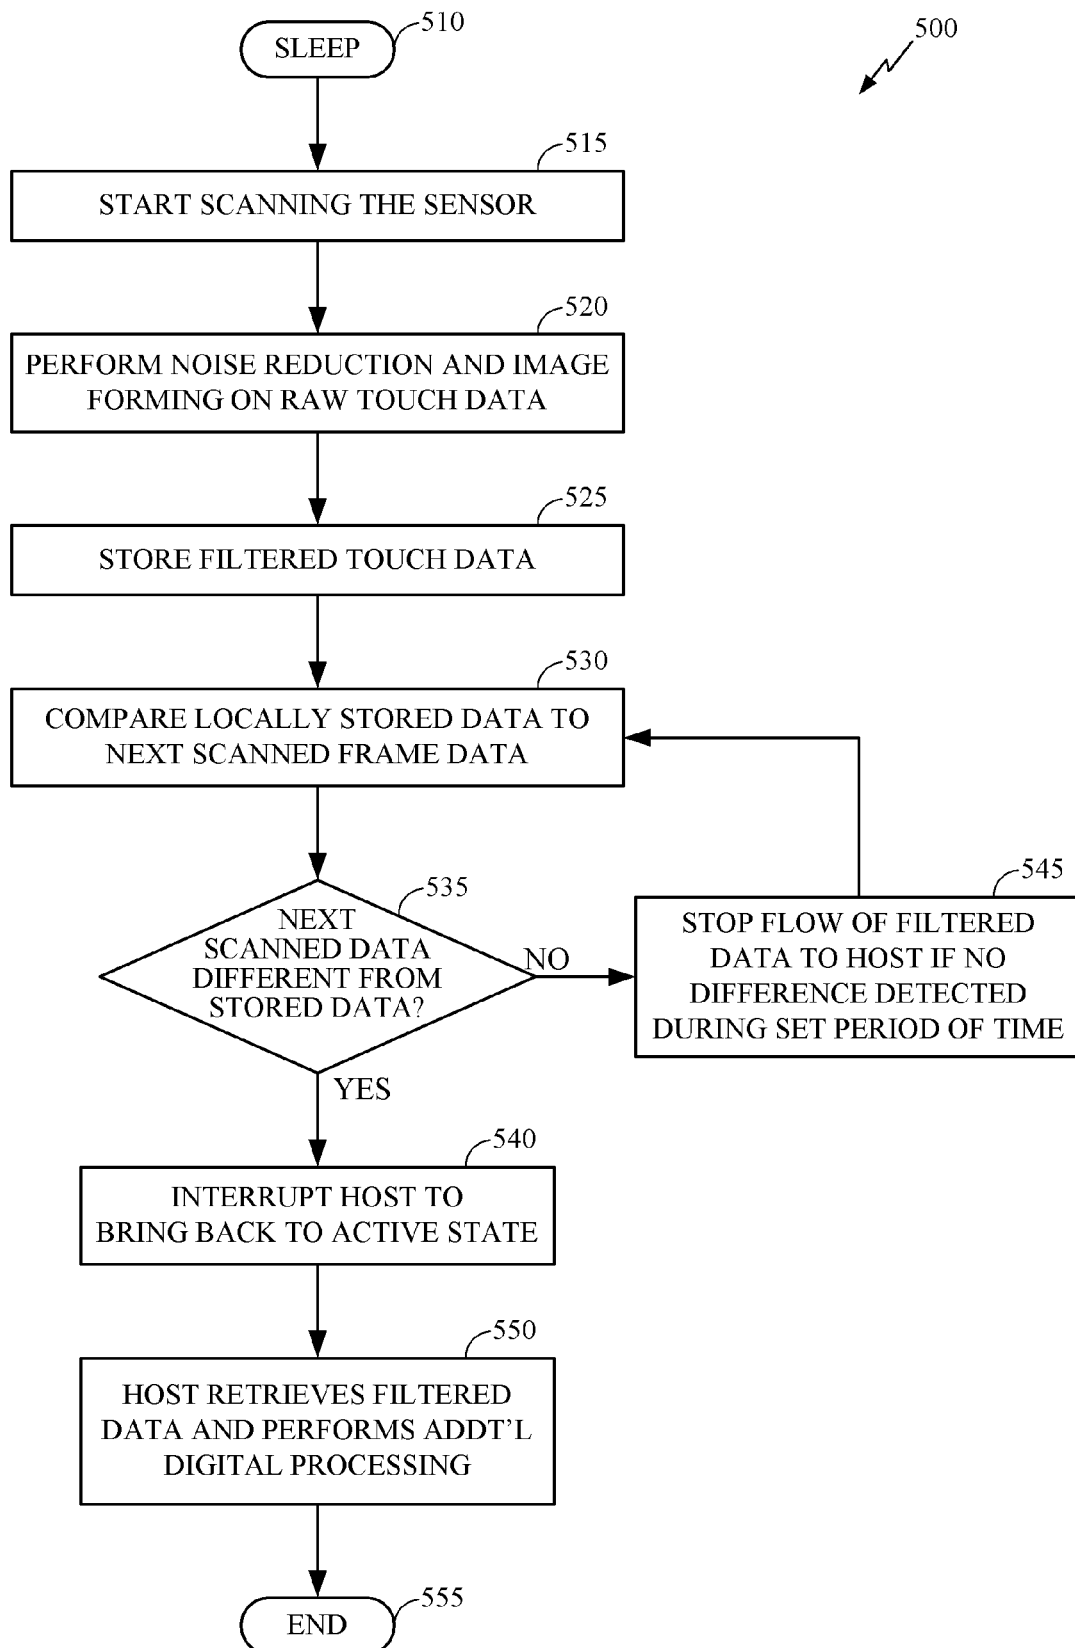 510
SLEEP
500
515
START SCANNING THE SENSOR
520
PERFORM NOISE REDUCTION AND IMAGE
FORMING ON RAW TOUCH DATA
525
STORE FILTERED TOUCH DATA
530
COMPARE LOCALLY STORED DATA TO
NEXT SCANNED FRAME DATA
535
NEXT
SCANNED DATA
DIFFERENT FROM
STORED DATA?
NO
545
STOP FLOW OF FILTERED
DATA TO HOST IF NO
DIFFERENCE DETECTED
DURING SET PERIOD OF TIME
YES
540
INTERRUPT HOST TO
BRING BACK TO ACTIVE STATE
550
HOST RETRIEVES FILTERED
DATA AND PERFORMS ADDT'L
DIGITAL PROCESSING
555
END